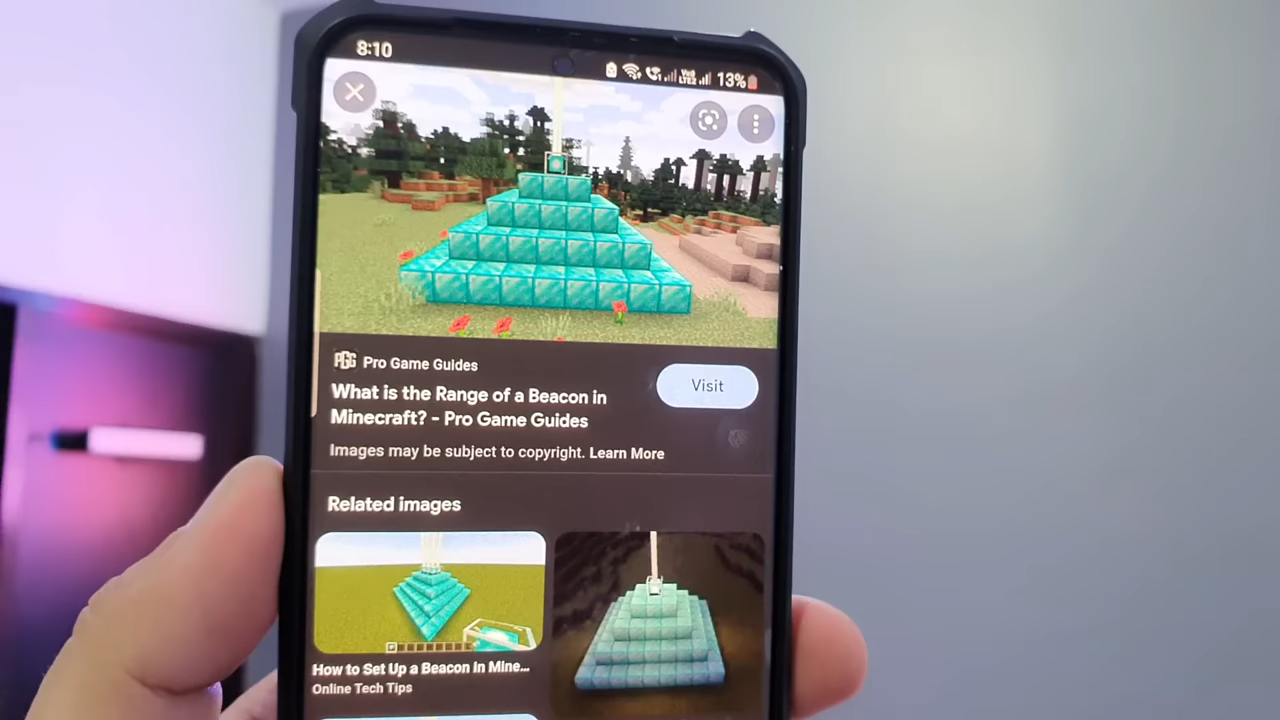 8:10
Vo)
LTE2
13%
PGG Pro Game Guides
What is the Range of a Beacon in
Minecraft? - Pro Game Guides
Visit
Images may be subject to copyright. Learn More
Related images
How to Set Up a Beacon In Mine...
Online Tech Tips